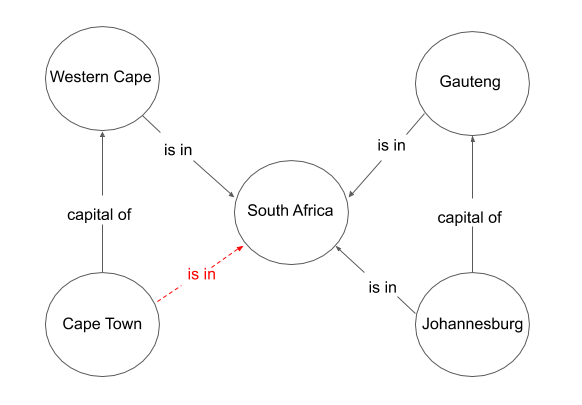 Western Cape
Gauteng
is in
is in
South Africa
capital of
capital of
is in
is in
Cape Town
Johannesburg